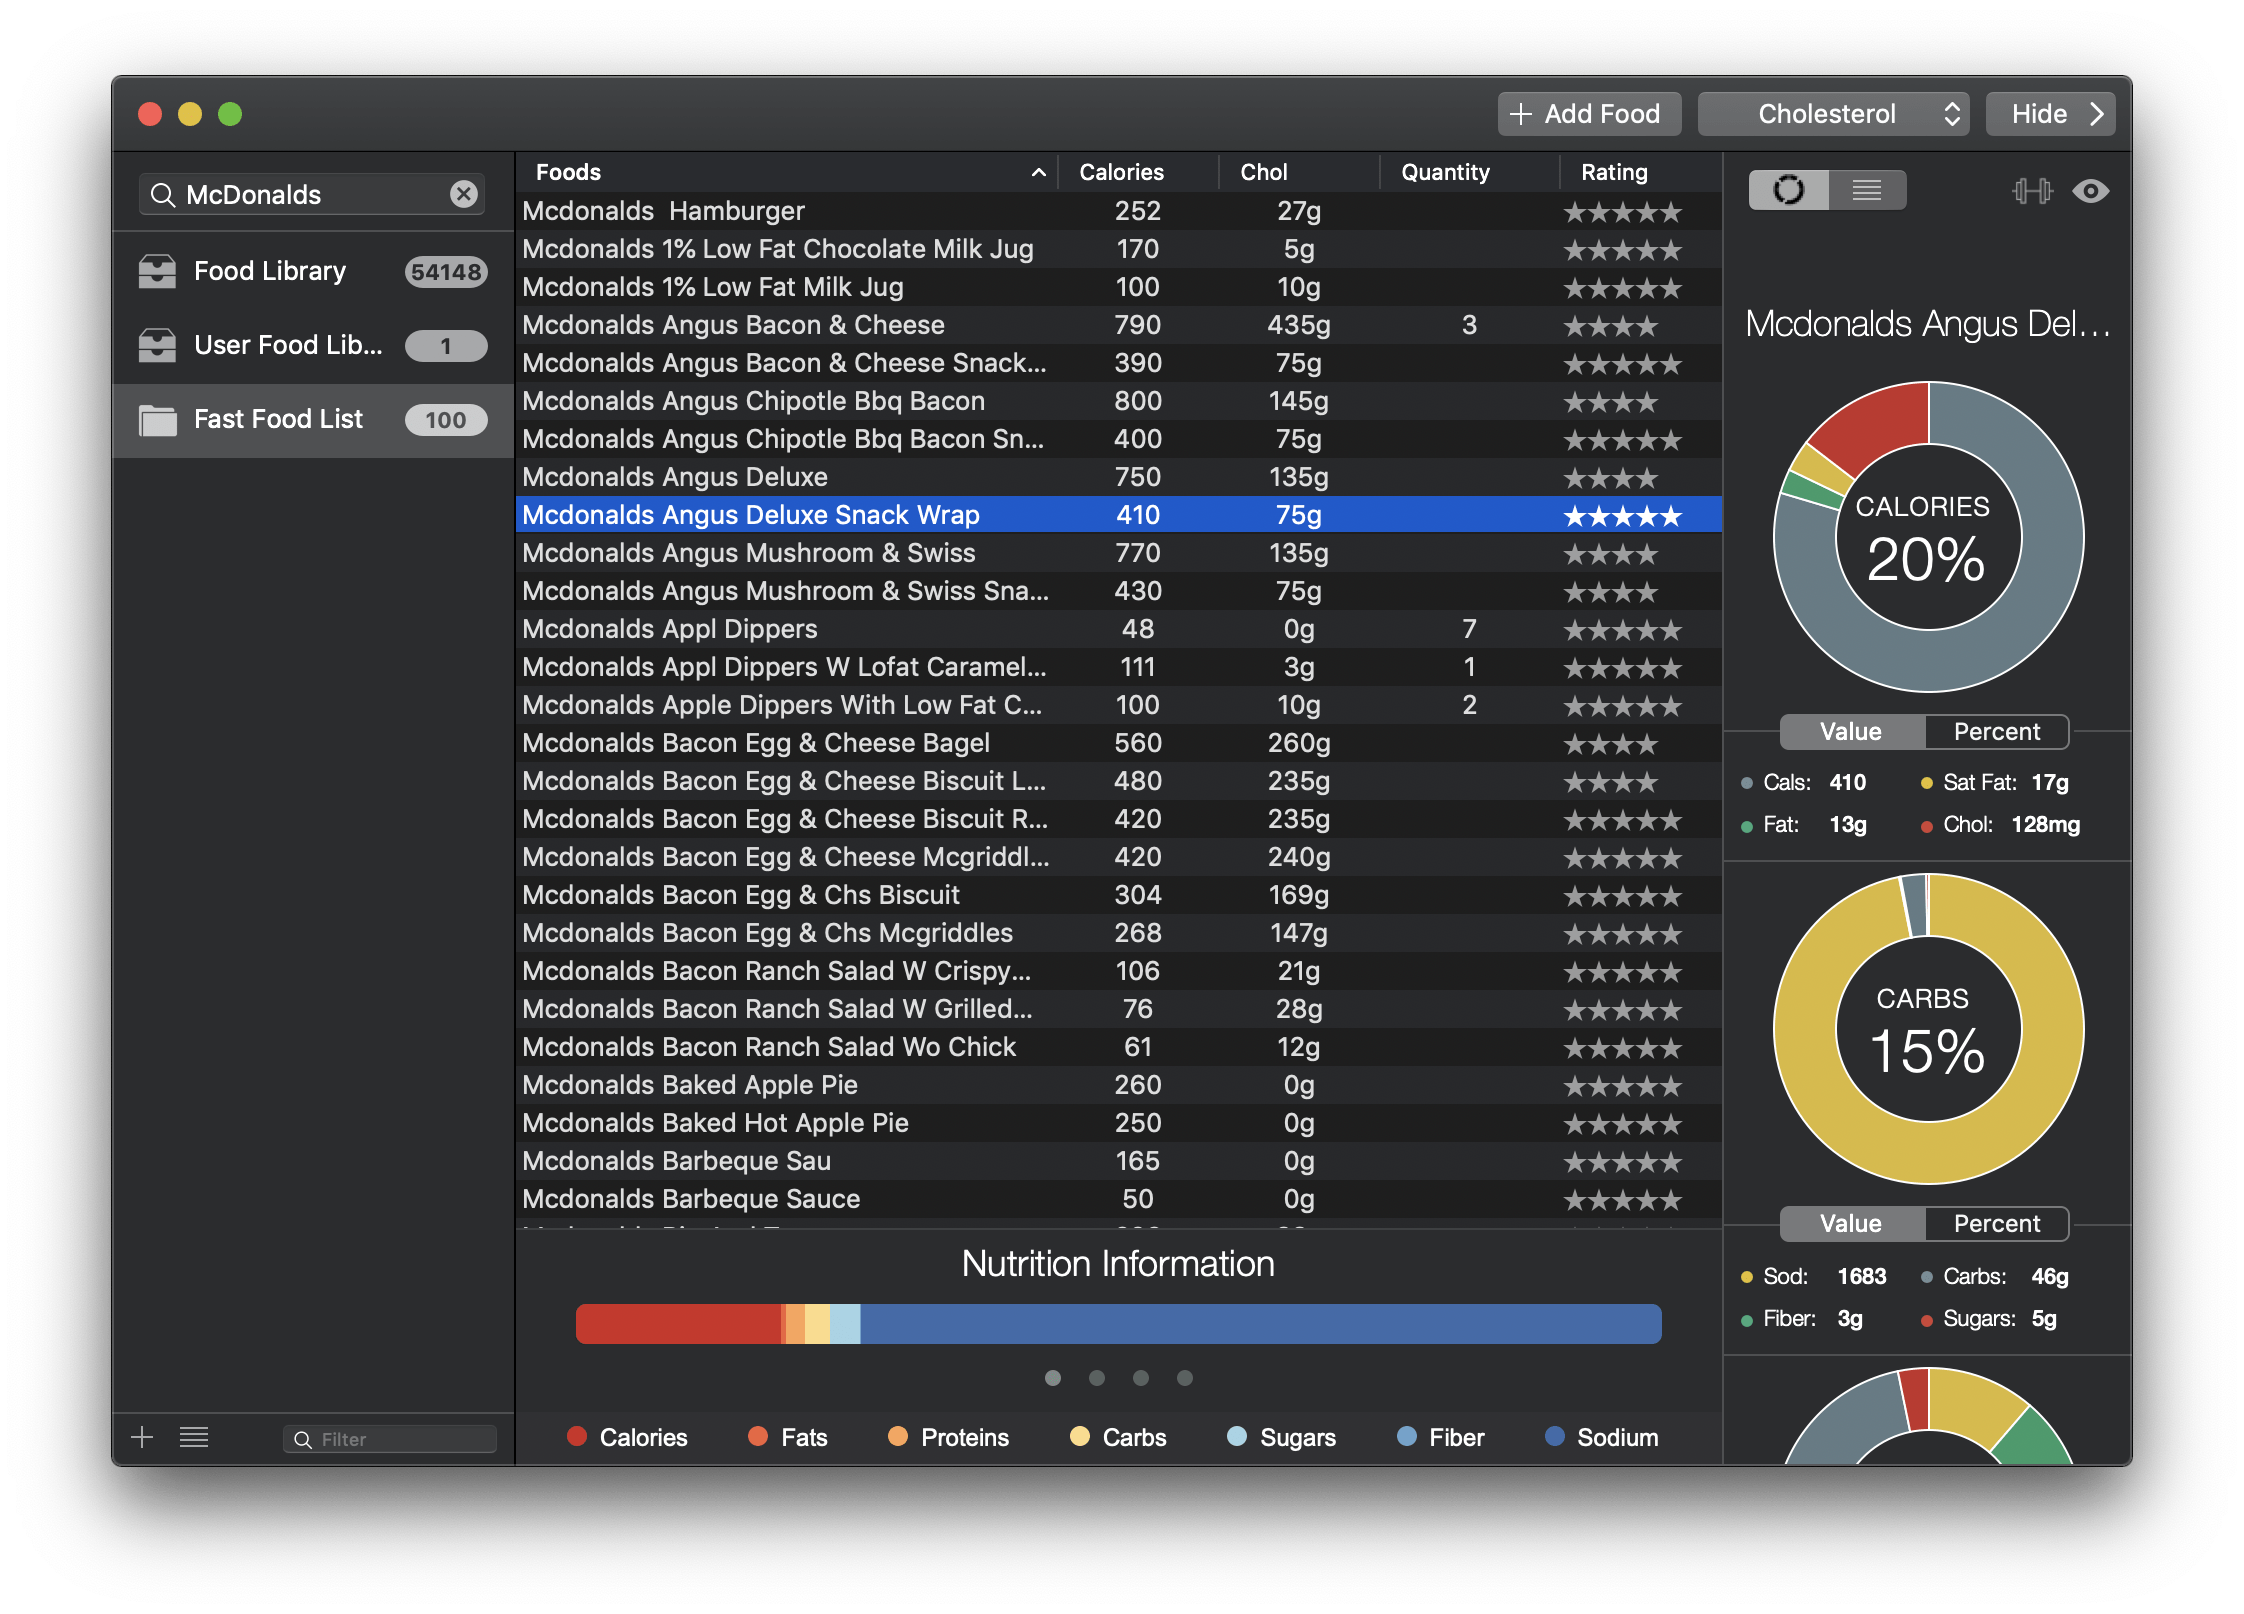 + Add Food Cholesterol Hide
McDonalds
Food Library 54148
User Food Lib... 1
Fast Food List 100
Filter
Foods Calories Chol Quantity Rating
Mcdonalds  Hamburger 252 27g ★★★★★
Mcdonalds 1% Low Fat Chocolate Milk Jug 170 5g ★★★★★
Mcdonalds 1% Low Fat Milk Jug 100 10g ★★★★★
Mcdonalds Angus Bacon & Cheese 790 435g 3 ★★★★
Mcdonalds Angus Bacon & Cheese Snack... 390 75g ★★★★★
Mcdonalds Angus Chipotle Bbq Bacon 800 145g ★★★★
Mcdonalds Angus Chipotle Bbq Bacon Sn... 400 75g ★★★★★
Mcdonalds Angus Deluxe 750 135g ★★★★
Mcdonalds Angus Deluxe Snack Wrap 410 75g ★★★★★
Mcdonalds Angus Mushroom & Swiss 770 135g ★★★★
Mcdonalds Angus Mushroom & Swiss Sna... 430 75g ★★★★
Mcdonalds Appl Dippers 48 0g 7 ★★★★★
Mcdonalds Appl Dippers W Lofat Caramel... 111 3g 1 ★★★★★
Mcdonalds Apple Dippers With Low Fat C... 100 10g 2 ★★★★★
Mcdonalds Bacon Egg & Cheese Bagel 560 260g ★★★★
Mcdonalds Bacon Egg & Cheese Biscuit L... 480 235g ★★★★
Mcdonalds Bacon Egg & Cheese Biscuit R... 420 235g ★★★★★
Mcdonalds Bacon Egg & Cheese Mcgriddl... 420 240g ★★★★★
Mcdonalds Bacon Egg & Chs Biscuit 304 169g ★★★★★
Mcdonalds Bacon Egg & Chs Mcgriddles 268 147g ★★★★★
Mcdonalds Bacon Ranch Salad W Crispy... 106 21g ★★★★★
Mcdonalds Bacon Ranch Salad W Grilled... 76 28g ★★★★★
Mcdonalds Bacon Ranch Salad Wo Chick 61 12g ★★★★★
Mcdonalds Baked Apple Pie 260 0g ★★★★★
Mcdonalds Baked Hot Apple Pie 250 0g ★★★★★
Mcdonalds Barbeque Sau 165 0g ★★★★★
Mcdonalds Barbeque Sauce 50 0g ★★★★★
Nutrition Information
Calories Fats Proteins Carbs Sugars Fiber Sodium
Mcdonalds Angus Del...
CALORIES
20%
Value Percent
Cals: 410 Sat Fat: 17g
Fat: 13g Chol: 128mg
CARBS
15%
Value Percent
Sod: 1683 Carbs: 46g
Fiber: 3g Sugars: 5g